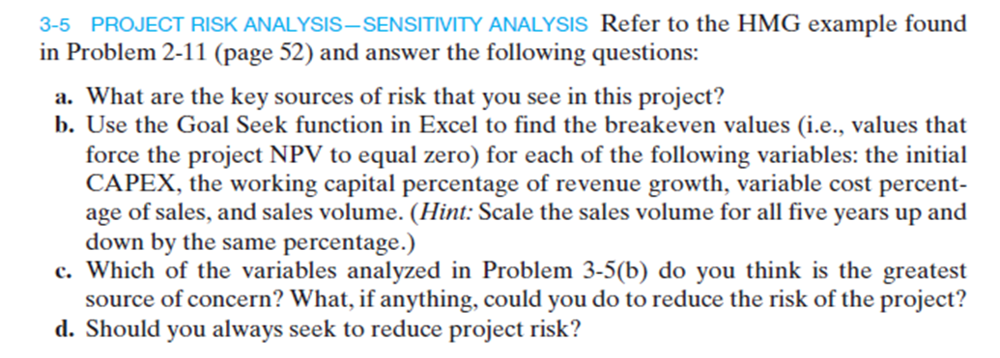 3-5 PROJECT RISK ANALYSIS—SENSITIVITY ANALYSIS Refer to the HMG example found
in Problem 2-11 (page 52) and answer the following questions:
a. What are the key sources of risk that you see in this project?
b. Use the Goal Seek function in Excel to find the breakeven values (i.e., values that
force the project NPV to equal zero) for each of the following variables: the initial
CAPEX, the working capital percentage of revenue growth, variable cost percent-
age of sales, and sales volume. (Hint: Scale the sales volume for all five years up and
down by the same percentage.)
c. Which of the variables analyzed in Problem 3-5(b) do you think is the greatest
source of concern? What, if anything, could you do to reduce the risk of the project?
d. Should you always seek to reduce project risk?